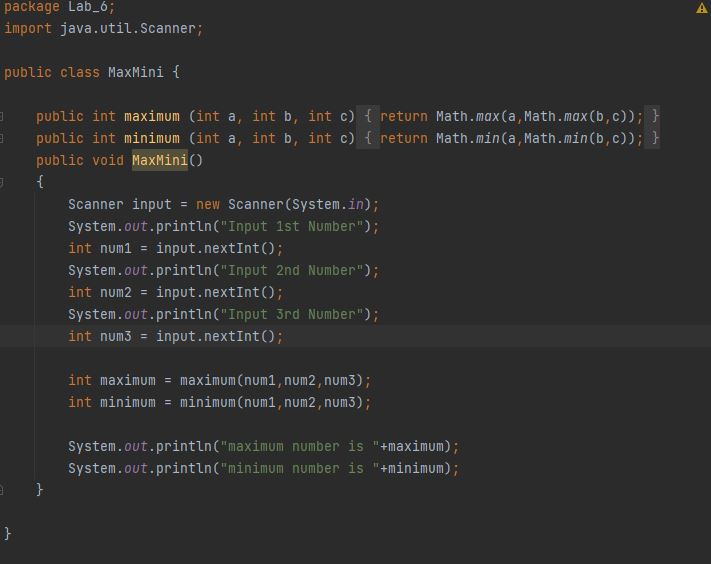 package Lab_6;
import java.util.Scanner;
public class MaxMini {
public int maximum (int a, int b, int c) { return Math.max(a,Math.max(b,c)); }
public int minimum (int a, int b, int c) { return Math.min(a,Math.min(b,c)); }
public void MaxMini()
{
Scanner input = new Scanner(System.in);
System.out.println("Input 1st Number");
int num1 = input.nextInt();
System.out.println("Input 2nd Number");
int num2 = input.nextInt();
System.out.println("Input 3rd Number");
int num3 = input.nextInt();
int maximum = maximum(num1,num2,num3);
int minimum = minimum(num1,num2,num3);
System.out.println("maximum number is "+maximum);
System.out.println("minimum number is "+minimum);
}
}